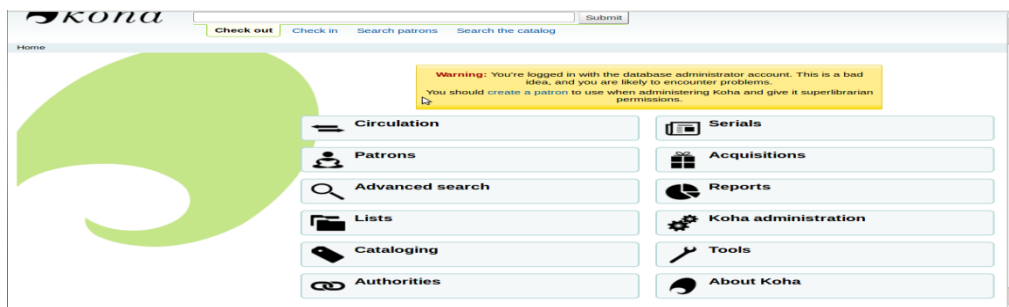 koha
Submit
Check out Check in Search patrons Search the catalog
Home
Warning: You're logged in with the database administrator account. This is a bad
idea, and you are likely to encounter problems.
You should create a patron to use when administering Koha and give it superlibrarian
permissions.
Circulation
Serials
Patrons
Acquisitions
Advanced search
Reports
Lists
Koha administration
Cataloging
Tools
Authorities
About Koha